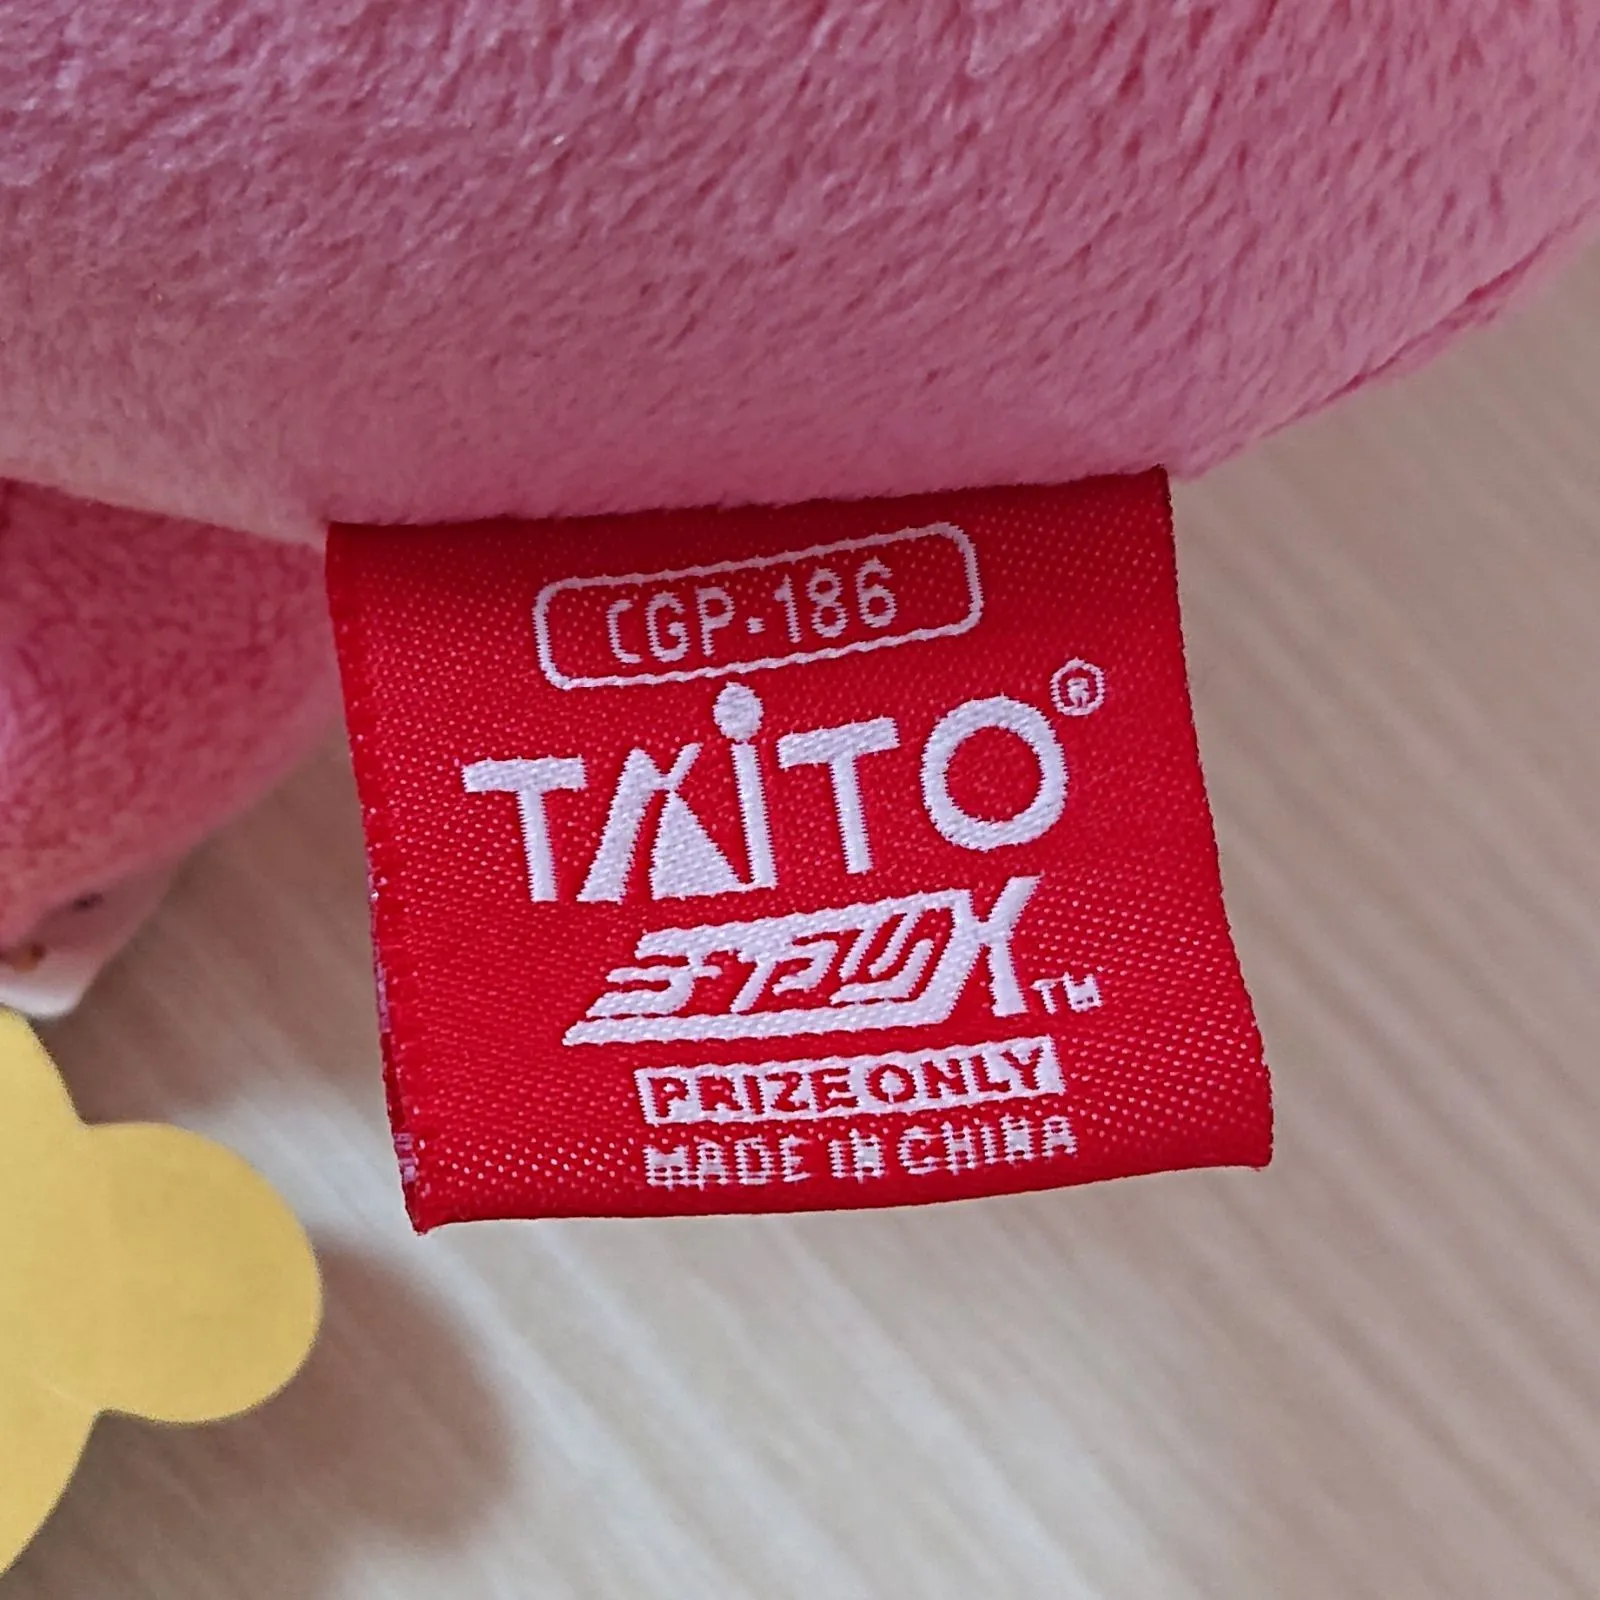 CGP-186
TAiTO®
PRIZE ONLY
MADE IN CHINA